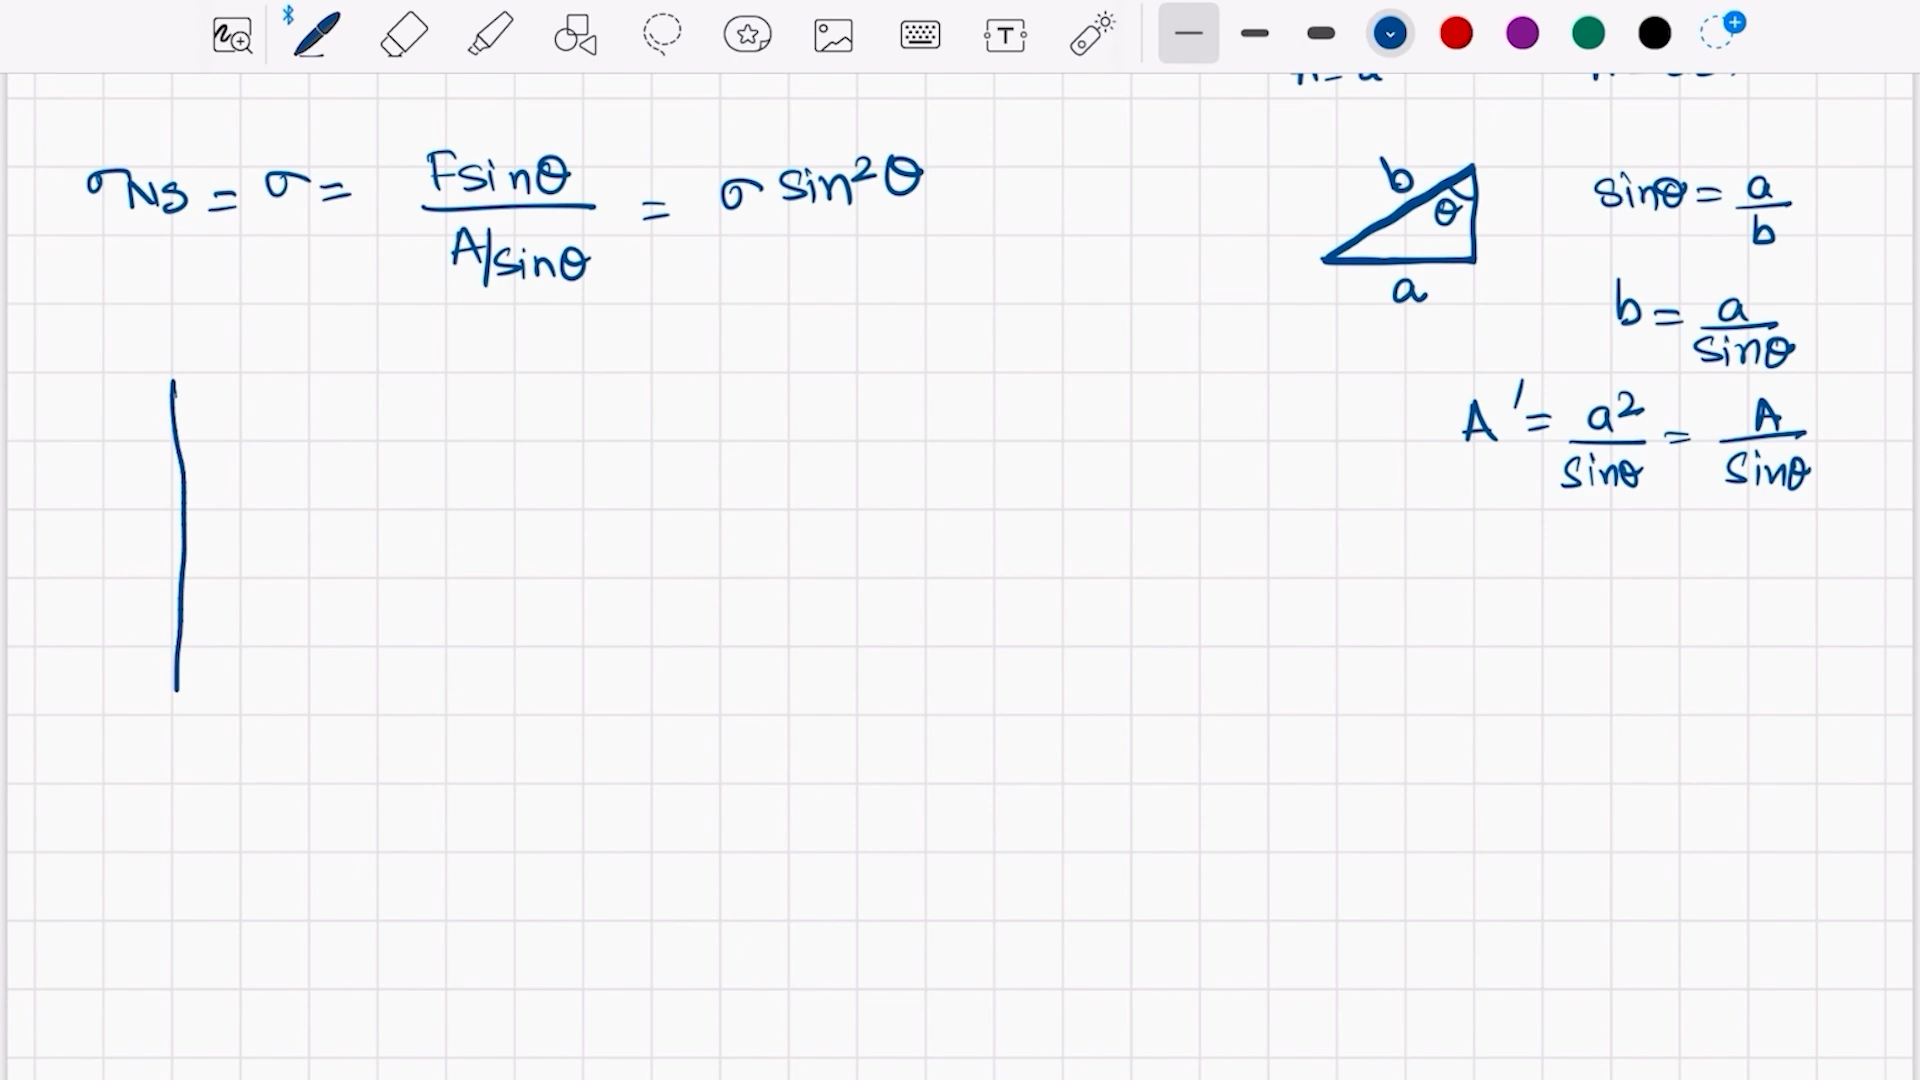 σNS = σ = Fsinθ / A/sinθ = σ sin²θ
b
θ
a
sinθ = a/b
b = a/sinθ
A' = a²/sinθ = A/sinθ
T